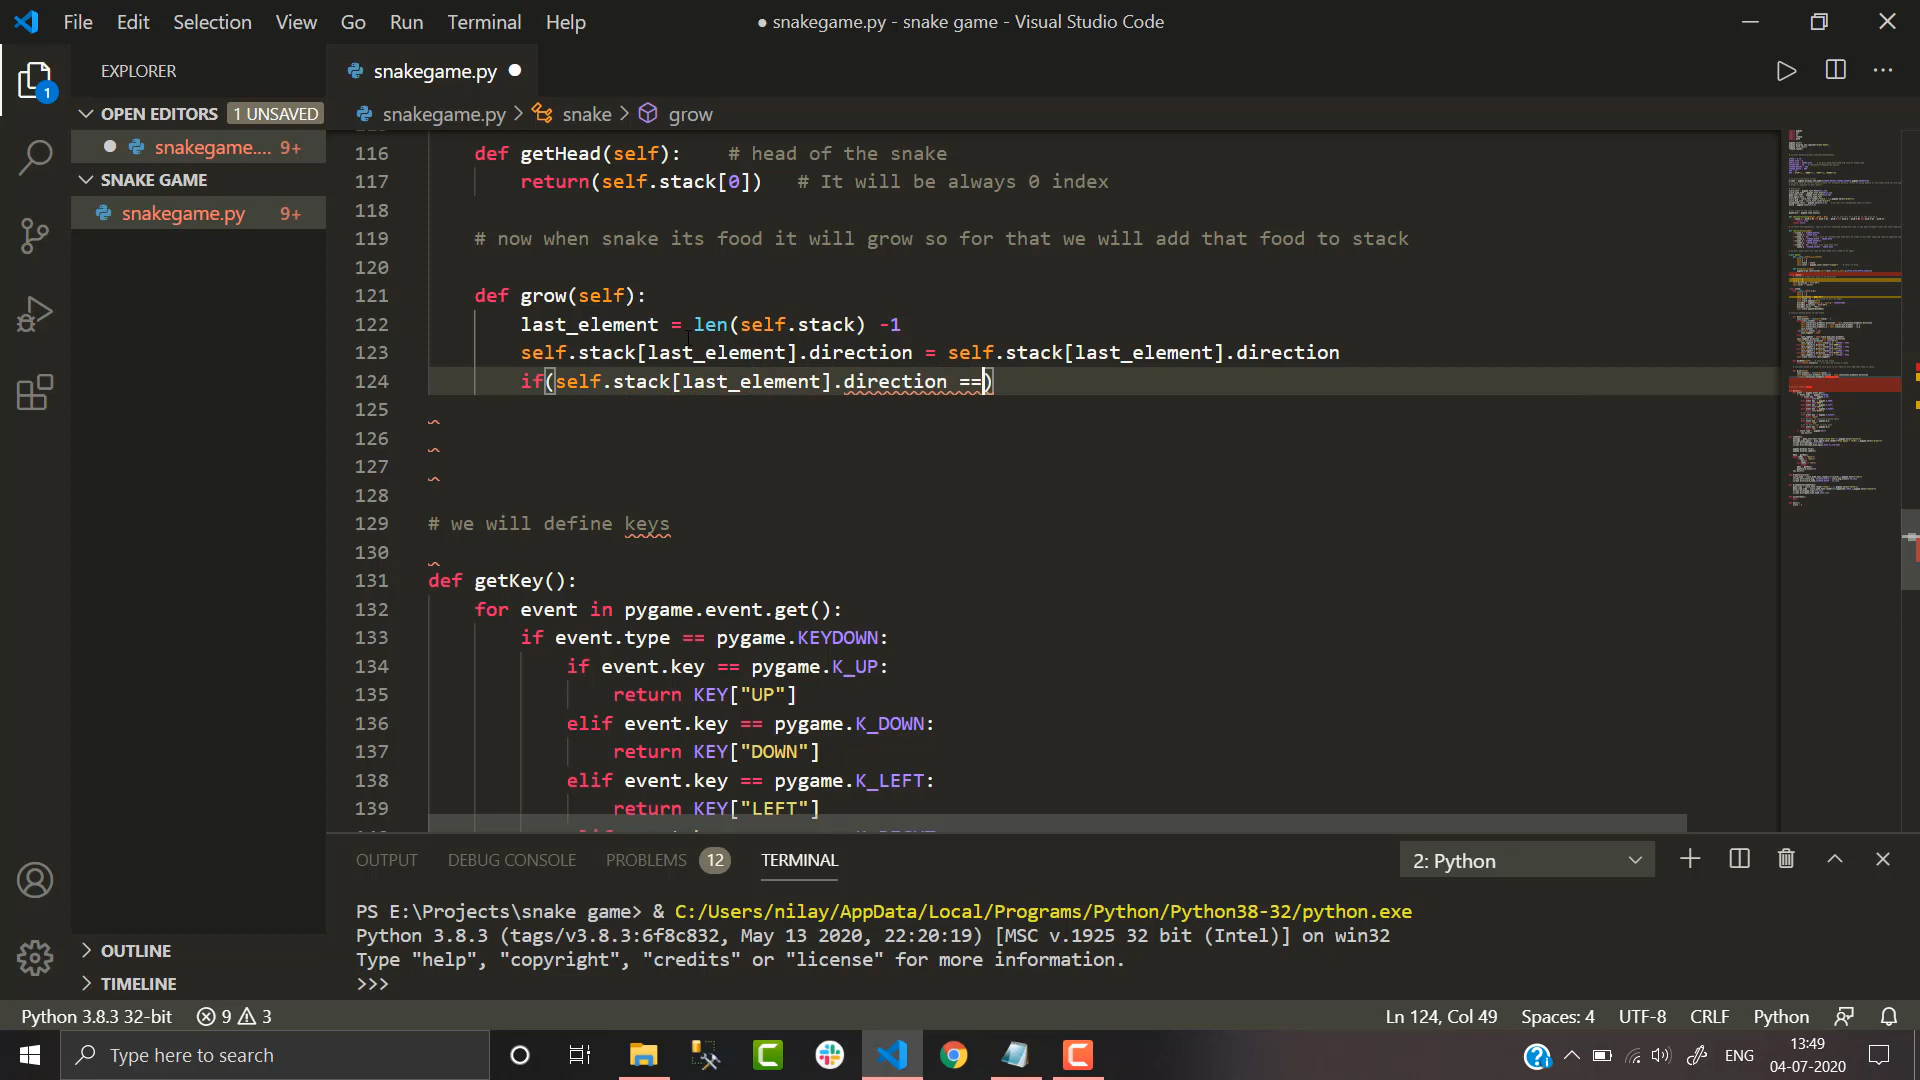 File Edit Selection View Go Run Terminal Help
● snakegame.py - snake game - Visual Studio Code
EXPLORER
OPEN EDITORS 1 UNSAVED
snakegame.... 9+
SNAKE GAME
snakegame.py 9+
1
snakegame.py
snakegame.py > snake > grow
116 def getHead(self): # head of the snake
117 return(self.stack[0]) # It will be always 0 index
118
119 # now when snake its food it will grow so for that we will add that food to stack
120
121 def grow(self):
122 last_element = len(self.stack) -1
123 self.stack[last_element].direction = self.stack[last_element].direction
124 if(self.stack[last_element].direction ==)
125
126
127
128
129 # we will define keys
130
131 def getKey():
132 for event in pygame.event.get():
133 if event.type == pygame.KEYDOWN:
134 if event.key == pygame.K_UP:
135 return KEY["UP"]
136 elif event.key == pygame.K_DOWN:
137 return KEY["DOWN"]
138 elif event.key == pygame.K_LEFT:
139 return KEY["LEFT"]
OUTPUT DEBUG CONSOLE PROBLEMS 12 TERMINAL
2: Python
PS E:\Projects\snake game> & C:/Users/nilay/AppData/Local/Programs/Python/Python38-32/python.exe
Python 3.8.3 (tags/v3.8.3:6f8c832, May 13 2020, 22:20:19) [MSC v.1925 32 bit (Intel)] on win32
Type "help", "copyright", "credits" or "license" for more information.
>>>
OUTLINE
TIMELINE
Python 3.8.3 32-bit 9 3
Ln 124, Col 49 Spaces: 4 UTF-8 CRLF Python
Type here to search
ENG
13:49
04-07-2020